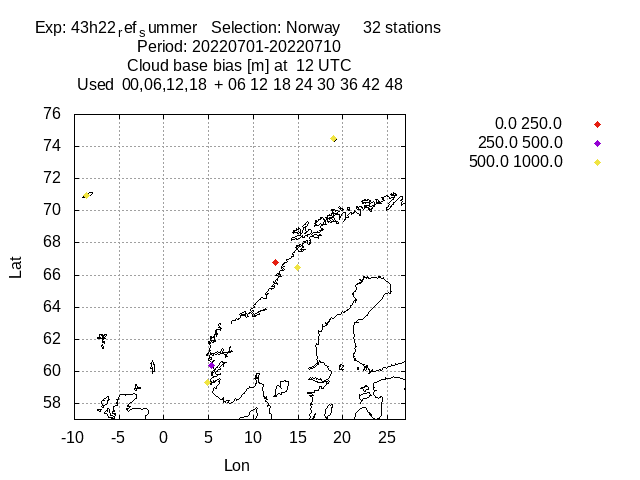 Exp: 43h22ref summer Selection: Norway 32 stations
Period: 20220701-20220710
Cloud base bias [m] at 12 UTC
Used 00,06,12,18 + 06 12 18 24 30 36 42 48
0.0 250.0
250.0 500.0
500.0 1000.0
76
74
72
70
68
66
64
62
60
58
Lat
-10 -5 0 5 10 15 20 25
Lon